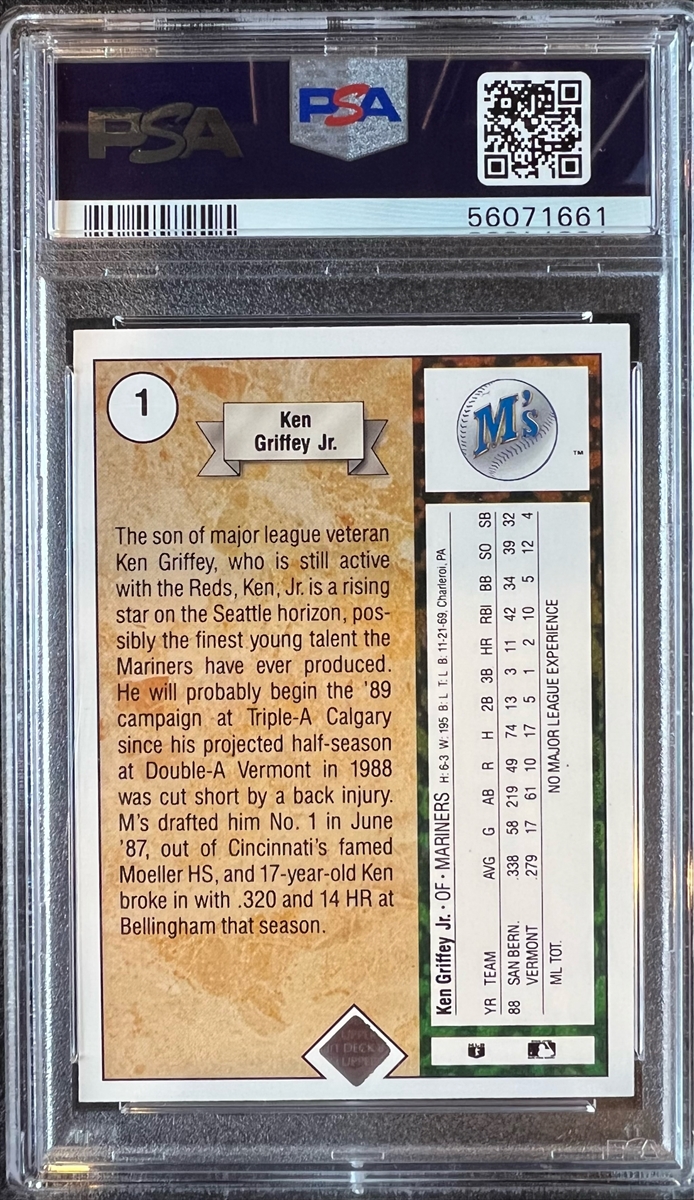 PSA
PSA
56071661
1
Ken
Griffey Jr.
M's
TM
The son of major league veteran
Ken Griffey, who is still active
with the Reds, Ken, Jr. is a rising
star on the Seattle horizon, pos-
sibly the finest young talent the
Mariners have ever produced.
He will probably begin the '89
campaign at Triple-A Calgary
since his projected half-season
at Double-A Vermont in 1988
was cut short by a back injury.
M's drafted him No. 1 in June
'87, out of Cincinnati's famed
Moeller HS, and 17-year-old Ken
broke in with .320 and 14 HR at
Bellingham that season.
Ken Griffey Jr. • OF • MARINERS H: 6-3 W: 195 B: L T: L B: 11-21-69, Charleroi, PA
YR TEAM AVG G AB R H 2B 3B HR RBI BB SO SB
88 SAN BERN. .338 58 219 49 74 13 3 11 42 34 39 32
VERMONT .279 17 61 10 17 5 1 2 10 5 12 4
ML TOT. NO MAJOR LEAGUE EXPERIENCE
PSA